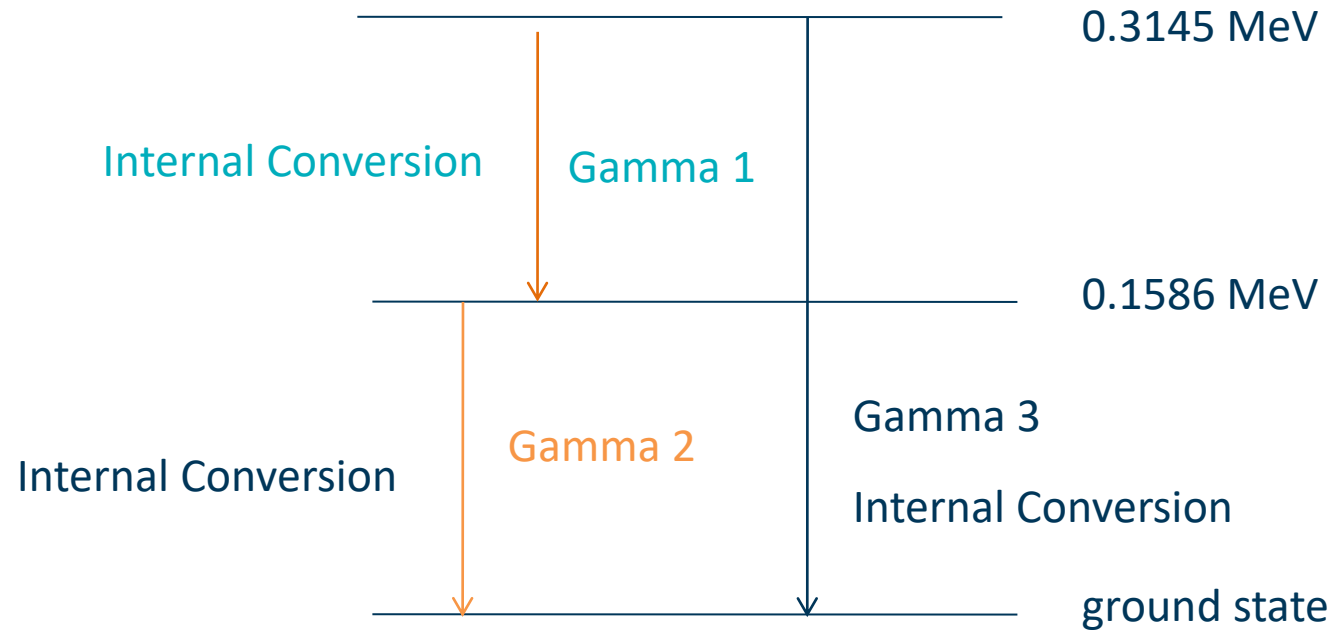 0.3145 MeV
Internal Conversion
Gamma 1
0.1586 MeV
Gamma 3
Gamma 2
Internal Conversion
Internal Conversion
ground state